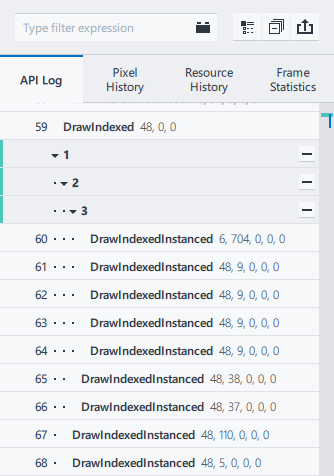 Type filter expression
API Log
Pixel History
Resource History
Frame Statistics
59 DrawIndexed 48, 0, 0
1
2
3
60 DrawIndexedInstanced 6, 704, 0, 0, 0
61 DrawIndexedInstanced 48, 9, 0, 0, 0
62 DrawIndexedInstanced 48, 9, 0, 0, 0
63 DrawIndexedInstanced 48, 9, 0, 0, 0
64 DrawIndexedInstanced 48, 9, 0, 0, 0
65 DrawIndexedInstanced 48, 38, 0, 0, 0
66 DrawIndexedInstanced 48, 37, 0, 0, 0
67 DrawIndexedInstanced 48, 110, 0, 0, 0
68 DrawIndexedInstanced 48, 5, 0, 0, 0